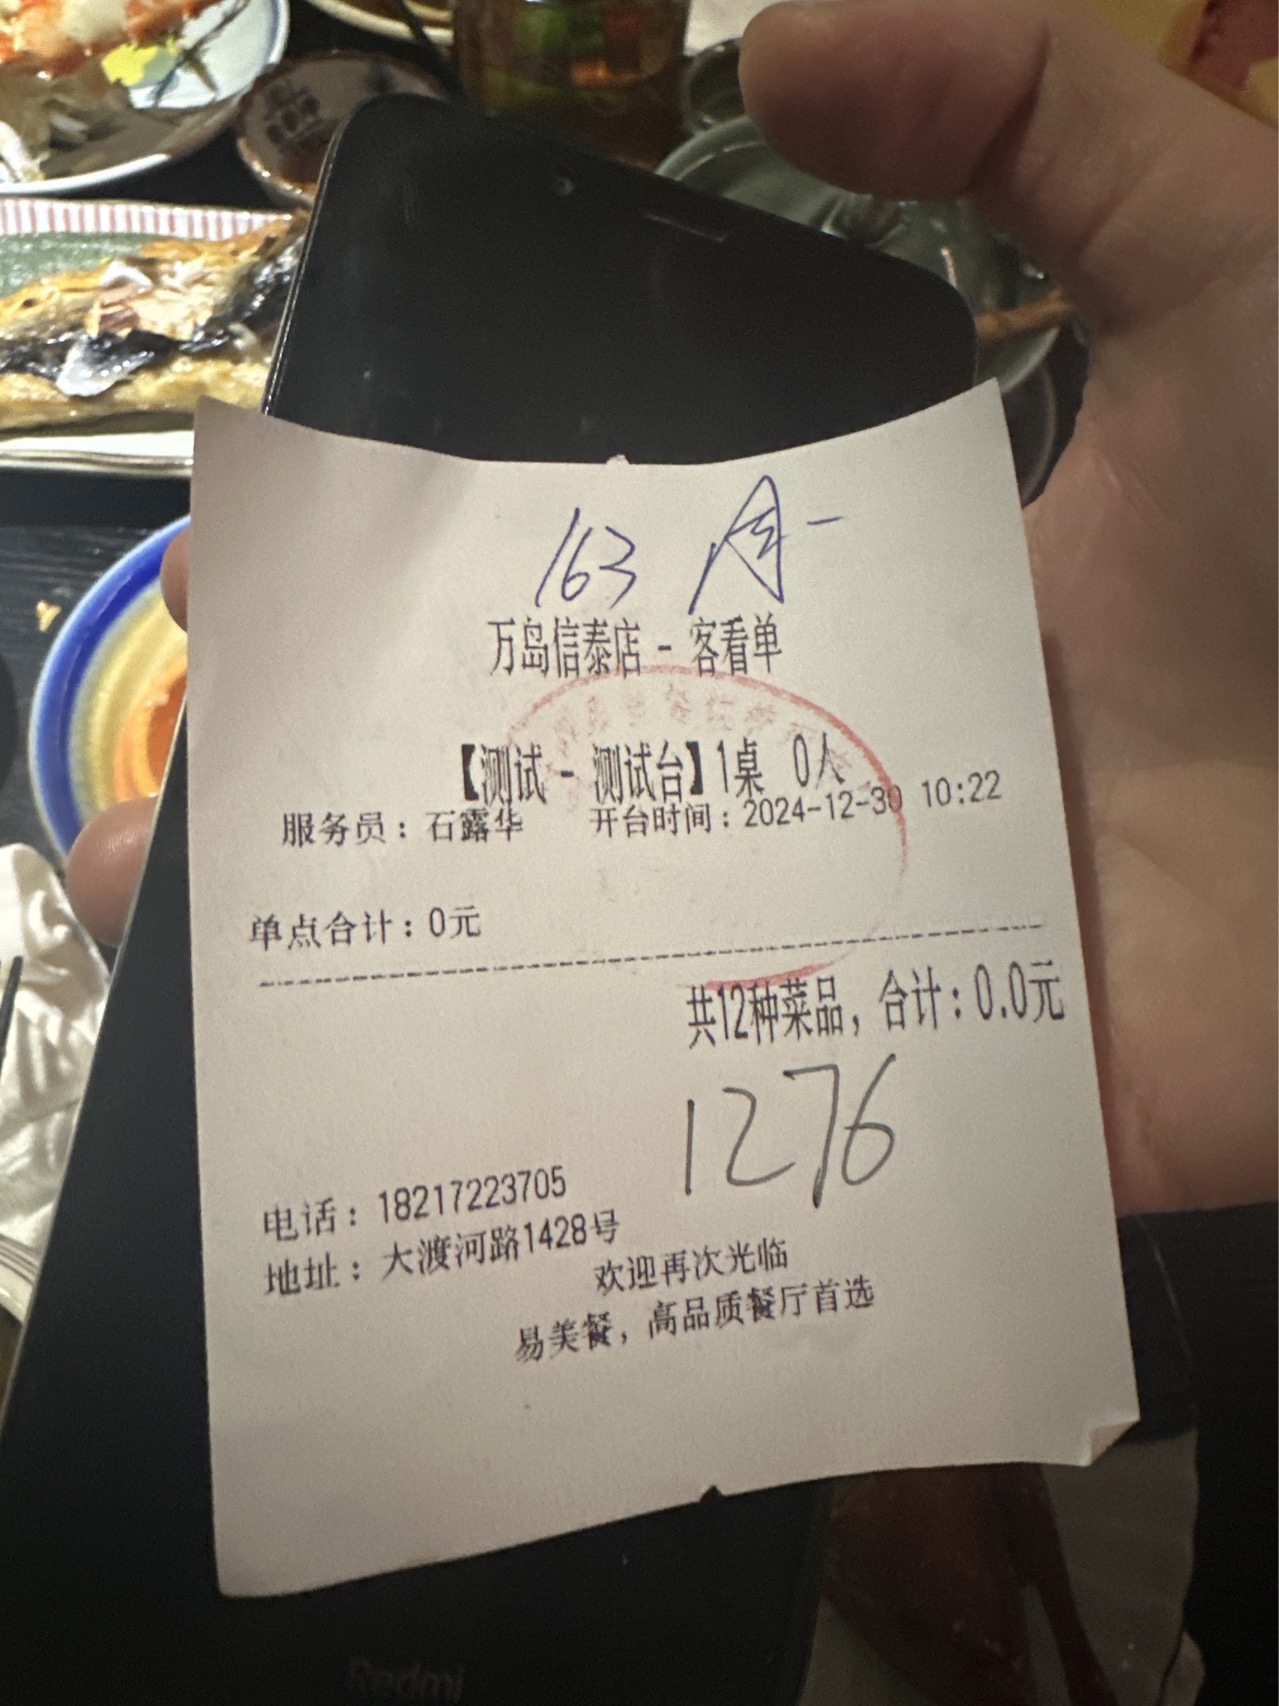 163 周一
万岛信泰店 - 客看单
【测试 - 测试台】1桌 0人
服务员：石露华 开台时间：2024-12-30 10:22
单点合计：0元
共12种菜品，合计：0.0元
1276
电话：18217223705
地址：大渡河路1428号
欢迎再次光临
易美餐，高品质餐厅首选
Redmi